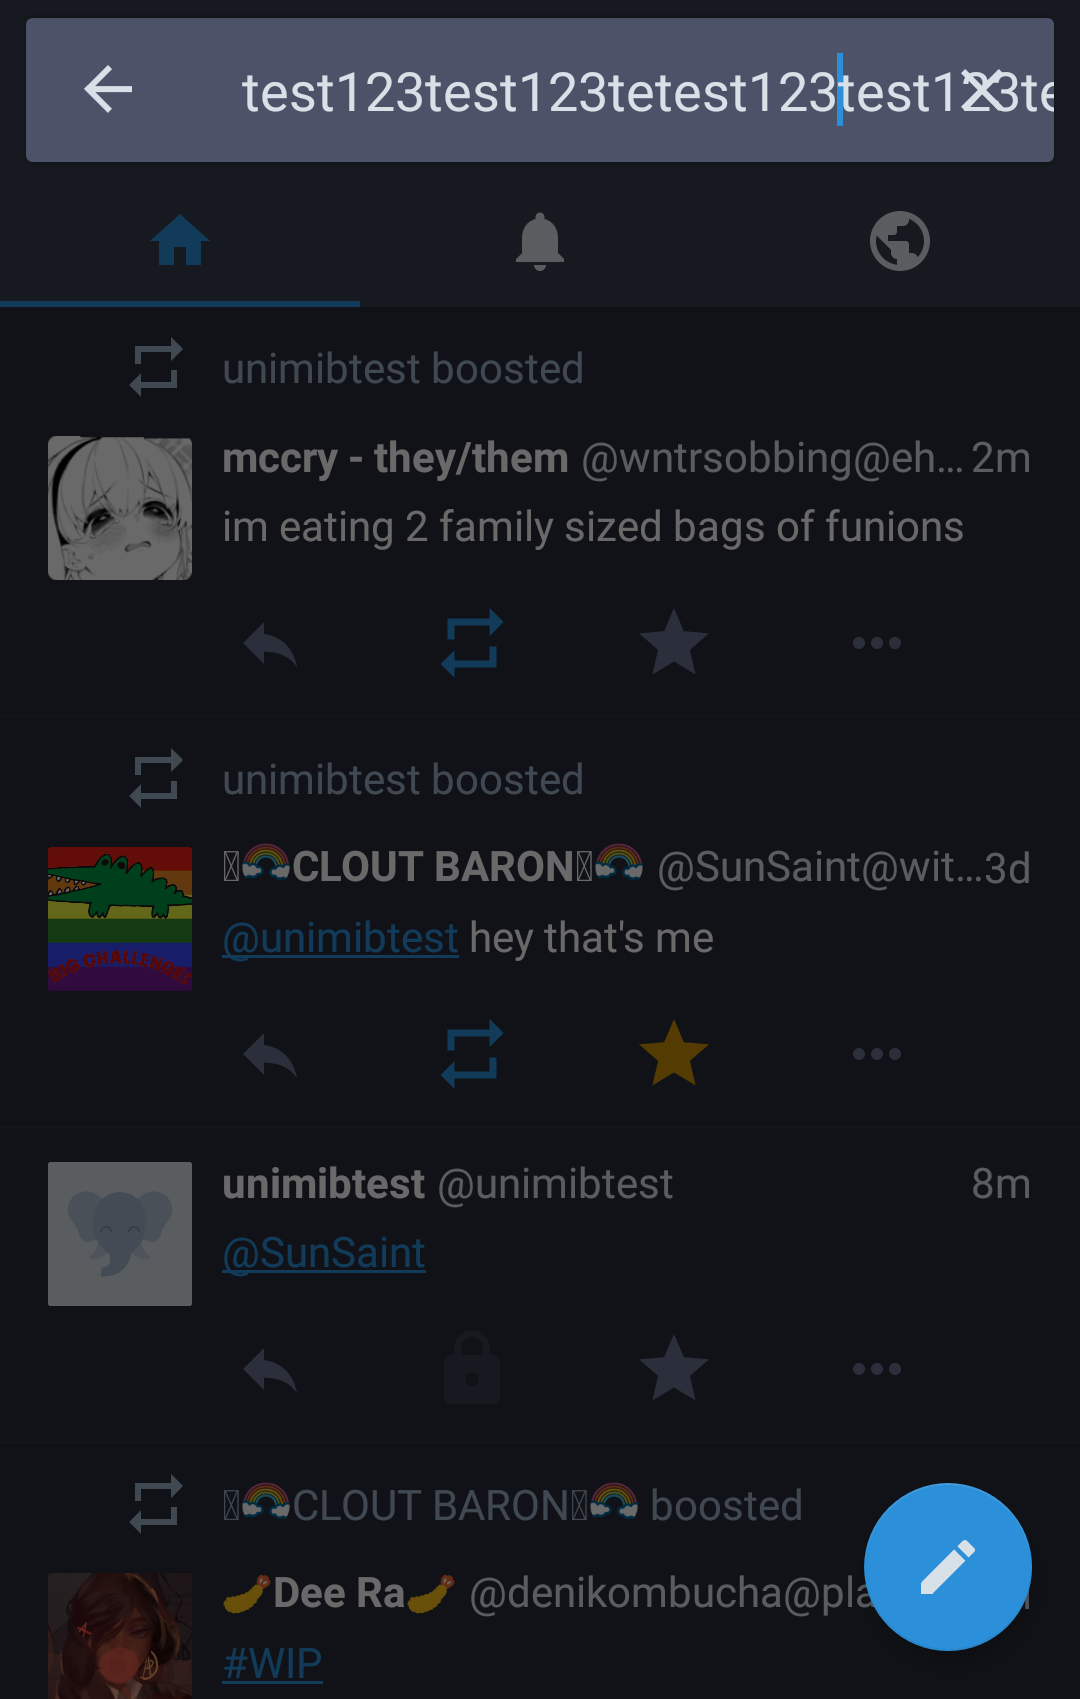 test123test123tetest123test123te
unimibtest boosted
mccry - they/them @wntrsobbing@eh... 2m
im eating 2 family sized bags of funions
unimibtest boosted
🌈CLOUT BARON🌈 @SunSaint@wit... 3d
@unimibtest hey that's me
BIG CHALLENGES
unimibtest @unimibtest 8m
@SunSaint
🌈CLOUT BARON🌈 boosted
🍤Dee Ra🍤 @denikombucha@pla
#WIP